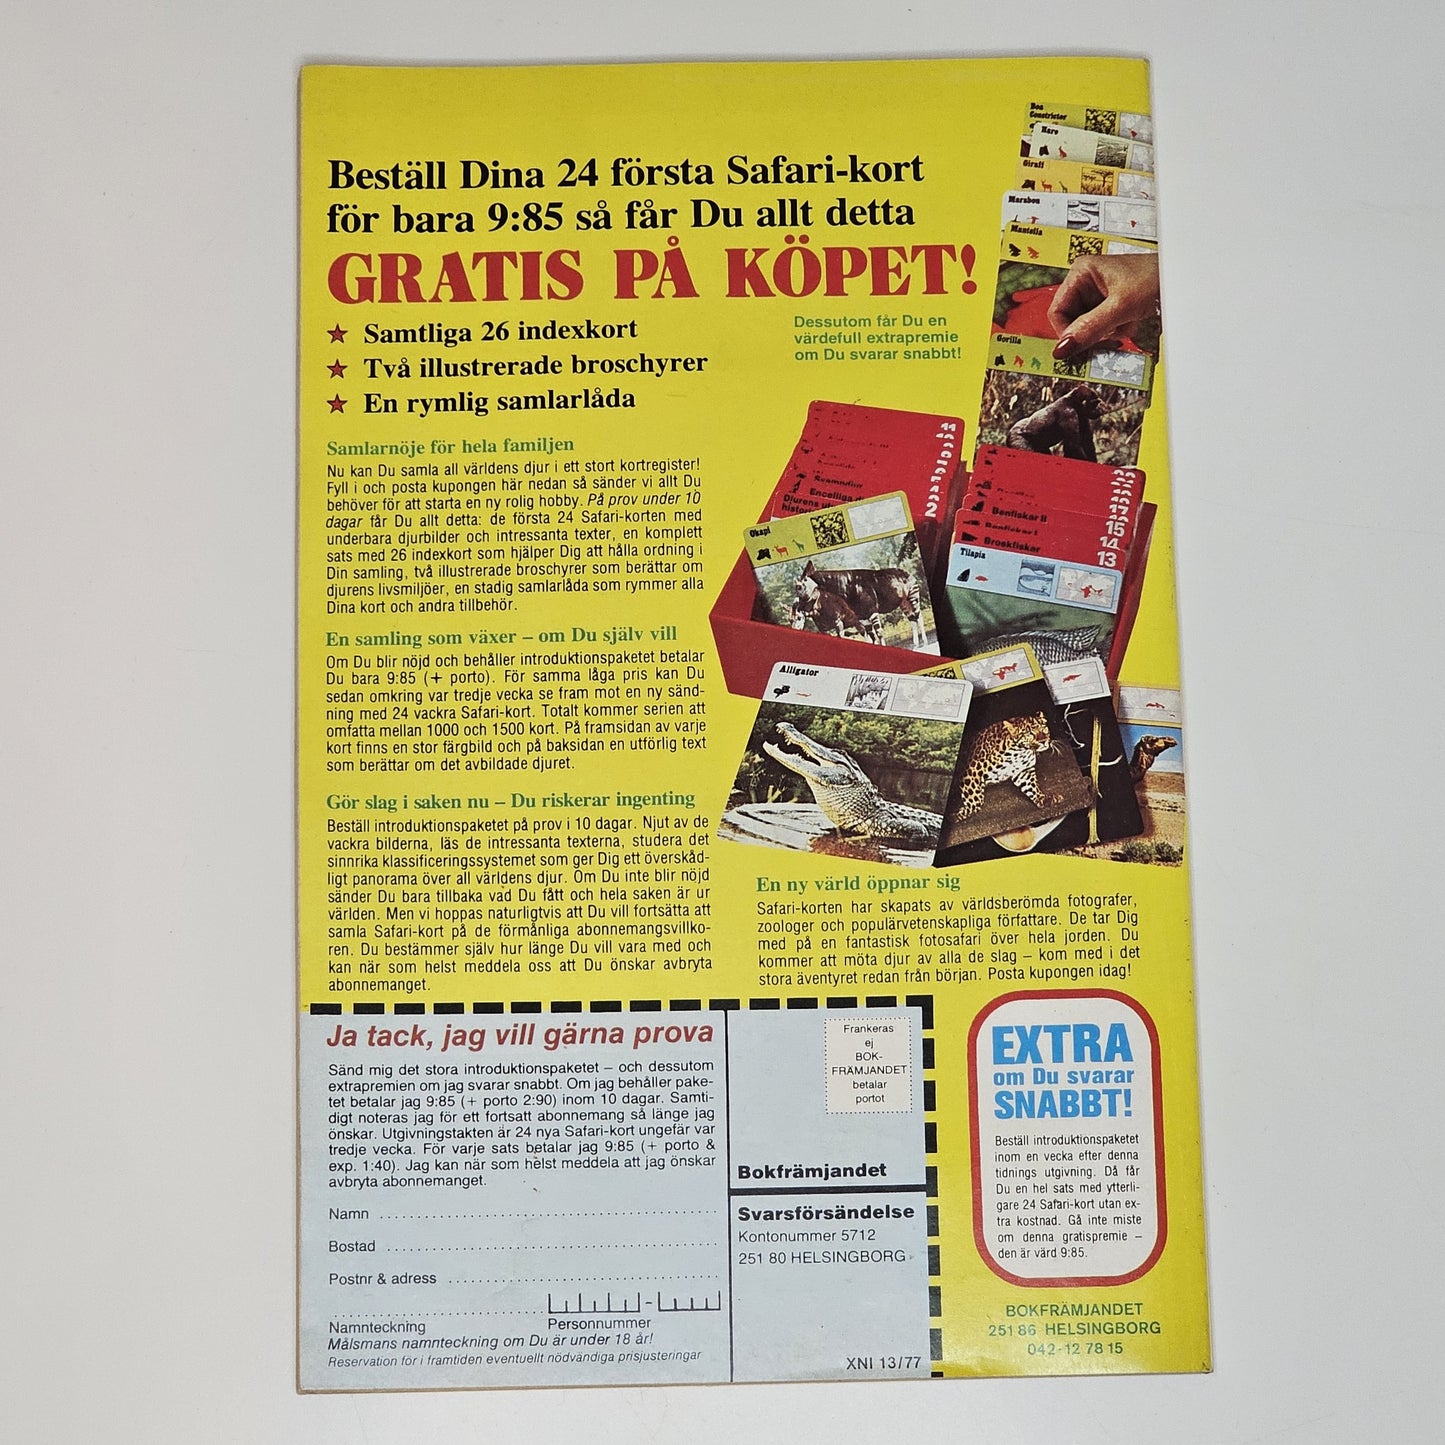 Beställ Dina 24 första Safari-kort
för bara 9:85 så får Du allt detta
GRATIS PÅ KÖPET!
★ Samtliga 26 indexkort
★ Två illustrerade broschyrer
★ En rymlig samlarlåda
Dessutom får Du en
värdefull extrapremie
om Du svarar snabbt!
Boa
Constrictor
Hare
Giraff
Marabou
Mantella
Gorilla
11
2
Okapi
Benfiskar II
Benfiskar I
Broskfiskar
17
15
14
13
Tilapia
Alligator
Samlarnöje för hela familjen
Nu kan Du samla all världens djur i ett stort kortregister!
Fyll i och posta kupongen här nedan så sänder vi allt Du
behöver för att starta en ny rolig hobby. På prov under 10
dagar får Du allt detta: de första 24 Safari-korten med
underbara djurbilder och intressanta texter, en komplett
sats med 26 indexkort som hjälper Dig att hålla ordning i
Din samling, två illustrerade broschyrer som berättar om
djurens livsmiljöer, en stadig samlarlåda som rymmer alla
Dina kort och andra tillbehör.
En samling som växer – om Du själv vill
Om Du blir nöjd och behåller introduktionspaketet betalar
Du bara 9:85 (+ porto). För samma låga pris kan Du
sedan omkring var tredje vecka se fram mot en ny sänd-
ning med 24 vackra Safari-kort. Totalt kommer serien att
omfatta mellan 1000 och 1500 kort. På framsidan av varje
kort finns en stor färgbild och på baksidan en utförlig text
som berättar om det avbildade djuret.
Gör slag i saken nu – Du riskerar ingenting
Beställ introduktionspaketet på prov i 10 dagar. Njut av de
vackra bilderna, läs de intressanta texterna, studera det
sinnrika klassificeringssystemet som ger Dig ett överskåd-
ligt panorama över all världens djur. Om Du inte blir nöjd
sänder Du bara tillbaka vad Du fått och hela saken är ur
världen. Men vi hoppas naturligtvis att Du vill fortsätta att
samla Safari-kort på de förmånliga abonnemangsvillko-
ren. Du bestämmer själv hur länge Du vill vara med och
kan när som helst meddela oss att Du önskar avbryta
abonnemanget.
En ny värld öppnar sig
Safari-korten har skapats av världsberömda fotografer,
zoologer och populärvetenskapliga författare. De tar Dig
med på en fantastisk fotosafari över hela jorden. Du
kommer att möta djur av alla de slag – kom med i det
stora äventyret redan från början. Posta kupongen idag!
Ja tack, jag vill gärna prova
Sänd mig det stora introduktionspaketet – och dessutom
extrapremien om jag svarar snabbt. Om jag behåller pake-
tet betalar jag 9:85 (+ porto 2:90) inom 10 dagar. Samti-
digt noteras jag för ett fortsatt abonnemang så länge jag
önskar. Utgivningstakten är 24 nya Safari-kort ungefär var
tredje vecka. För varje sats betalar jag 9:85 (+ porto &
exp. 1:40). Jag kan när som helst meddela att jag önskar
avbryta abonnemanget.
Namn
Bostad
Postnr & adress
Namnteckning Personnummer
Målsmans namnteckning om Du är under 18 år!
Reservation för i framtiden eventuellt nödvändiga prisjusteringar
Frankeras
ej
BOK-
FRÄMJANDET
betalar
portot
Bokfrämjandet
Svarsförsändelse
Kontonummer 5712
251 80 HELSINGBORG
XNI 13/77
EXTRA
om Du svarar
SNABBT!
Beställ introduktionspaketet
inom en vecka efter denna
tidnings utgivning. Då får
Du en hel sats med ytterli-
gare 24 Safari-kort utan ex-
tra kostnad. Gå inte miste
om denna gratispremie –
den är värd 9:85.
BOKFRÄMJANDET
251 86 HELSINGBORG
042-12 78 15